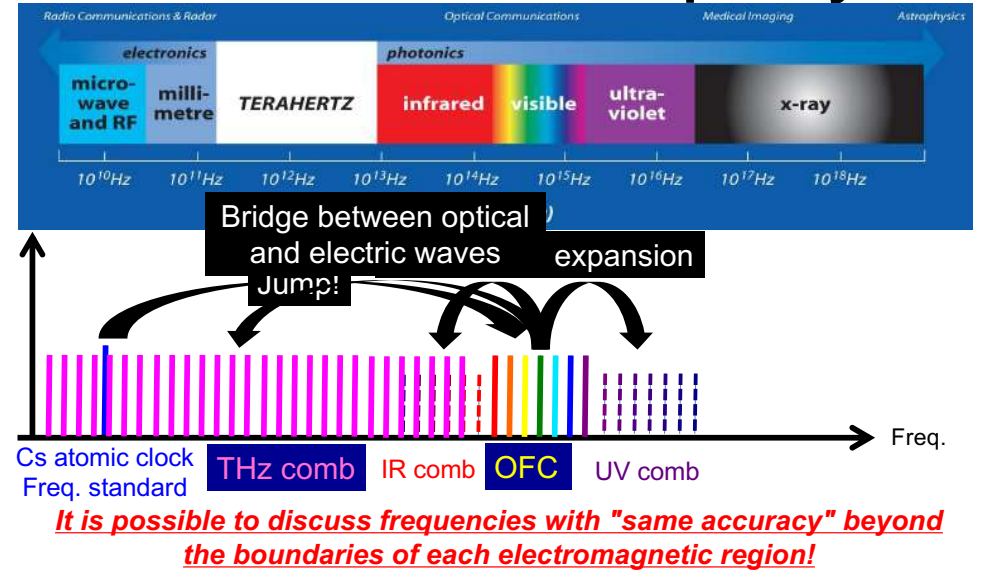 Radio Communications & Radar Optical Communications Medical Imaging Astrophysics
electronics photonics
micro-
wave
and RF
milli-
metre
TERAHERTZ
infrared
visible
ultra-
violet
x-ray
10¹⁰Hz 10¹¹Hz 10¹²Hz 10¹³Hz 10¹⁴Hz 10¹⁵Hz 10¹⁶Hz 10¹⁷Hz 10¹⁸Hz
Bridge between optical
and electric waves
expansion
Jump!
Freq.
Cs atomic clock
Freq. standard
THz comb
IR comb
OFC
UV comb
It is possible to discuss frequencies with "same accuracy" beyond
the boundaries of each electromagnetic region!